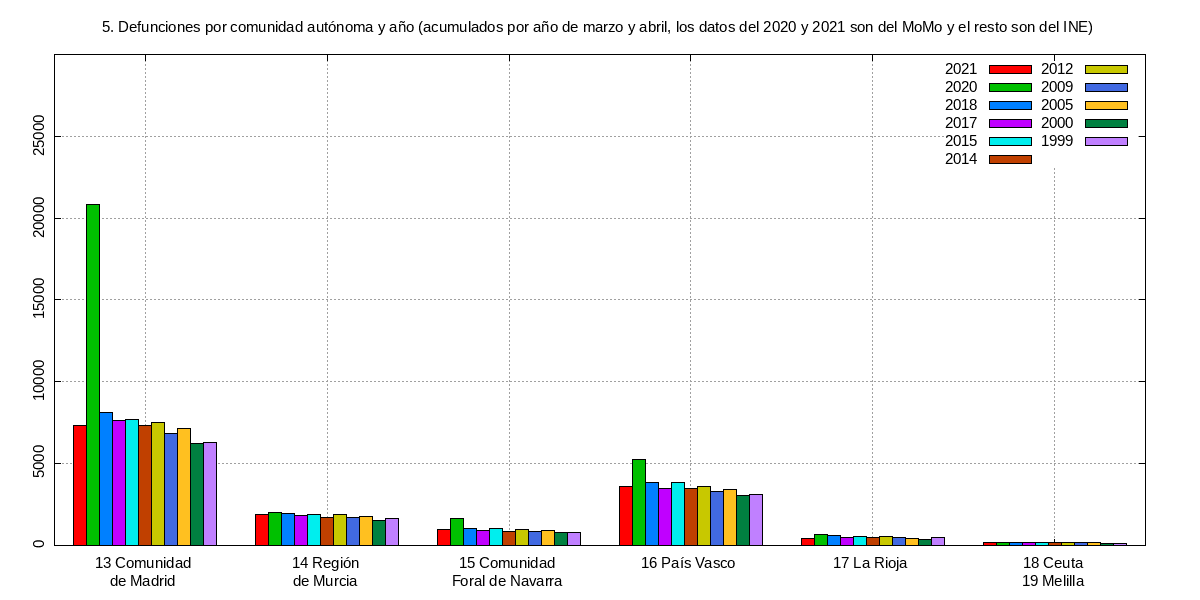 5. Defunciones por comunidad autónoma y año (acumulados por año de marzo y abril, los datos del 2020 y 2021 son del MoMo y el resto son del INE)
2021 2012
2020 2009
2018 2005
2017 2000
2015 1999
2014
25000
20000
15000
10000
5000
0
13 Comunidad
de Madrid
14 Región
de Murcia
15 Comunidad
Foral de Navarra
16 País Vasco
17 La Rioja
18 Ceuta
19 Melilla